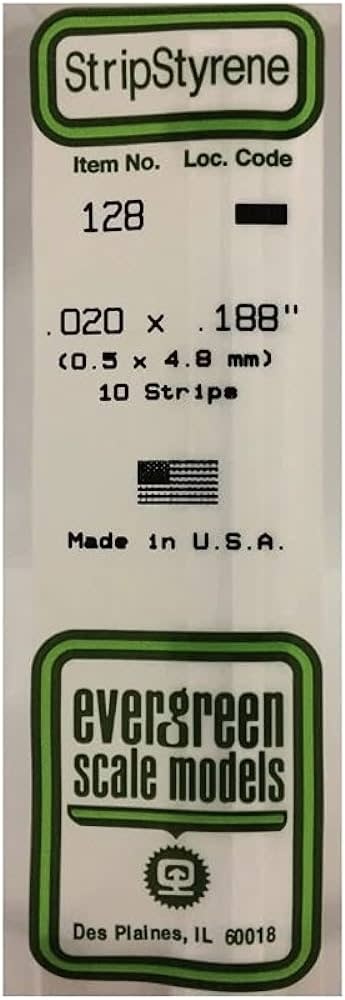 StripStyrene
Item No. Loc. Code
128
.020 x .188"
(0.5 x 4.8 mm)
10 Strips
Made in U.S.A.
evergreen
scale models
Des Plaines, IL 60018